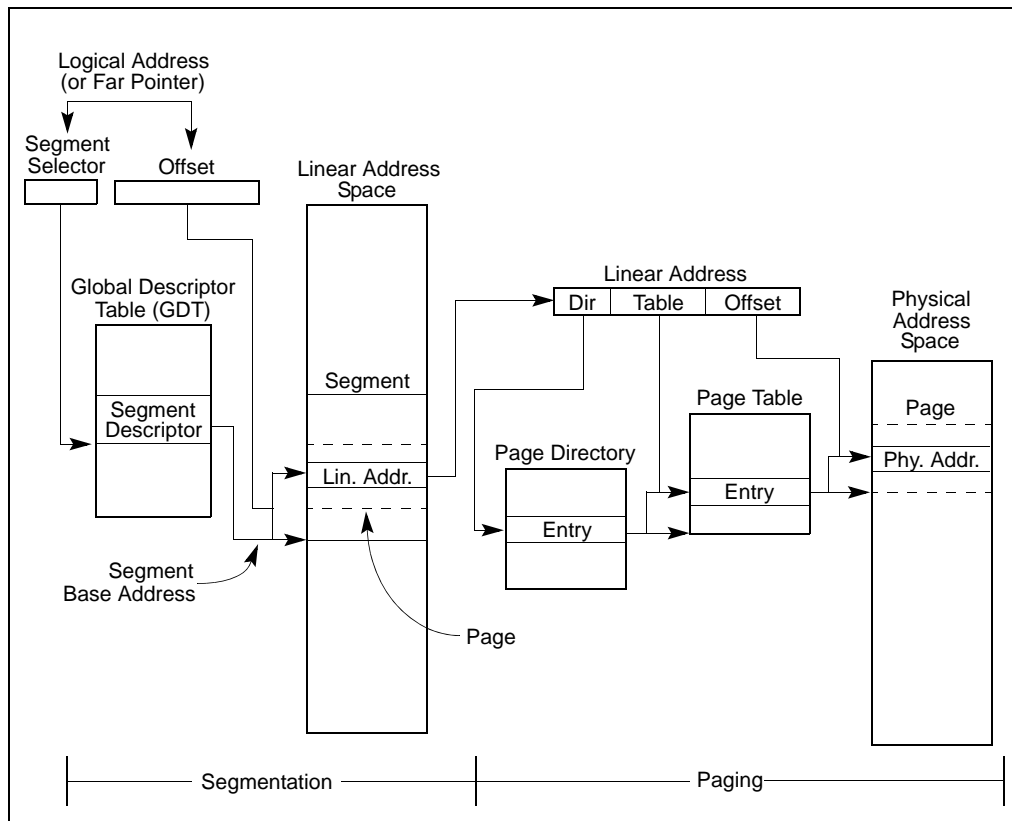 Logical Address
(or Far Pointer)
Segment
Selector
Offset
Linear Address
Space
Global Descriptor
Table (GDT)
Segment
Descriptor
Segment
Lin. Addr.
Segment
Base Address
Page
Linear Address
Dir Table Offset
Physical
Address
Space
Page Table
Entry
Page Directory
Entry
Page
Phy. Addr.
Segmentation
Paging